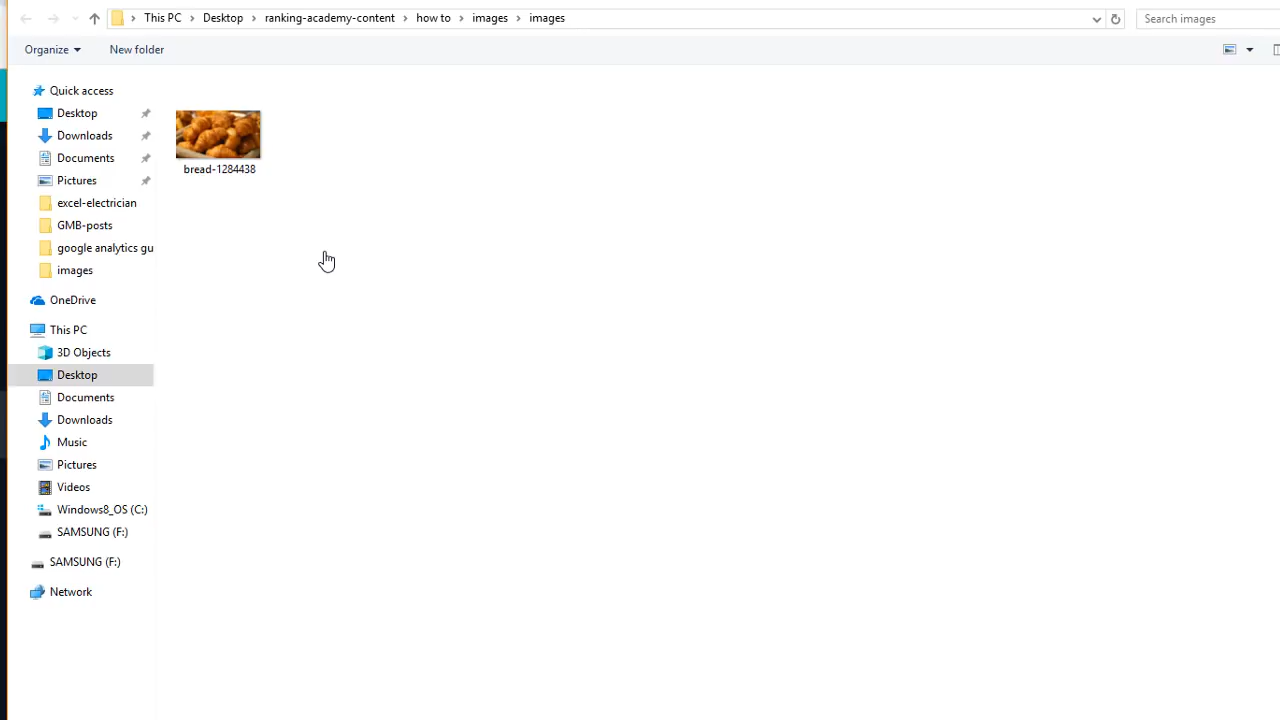 This PC > Desktop > ranking-academy-content > how to > images > images
Search images
Organize
New folder
Quick access
Desktop
Downloads
Documents
Pictures
excel-electrician
GMB-posts
google analytics gu
images
OneDrive
This PC
3D Objects
Desktop
Documents
Downloads
Music
Pictures
Videos
Windows8_OS (C:)
SAMSUNG (F:)
SAMSUNG (F:)
Network
bread-1284438